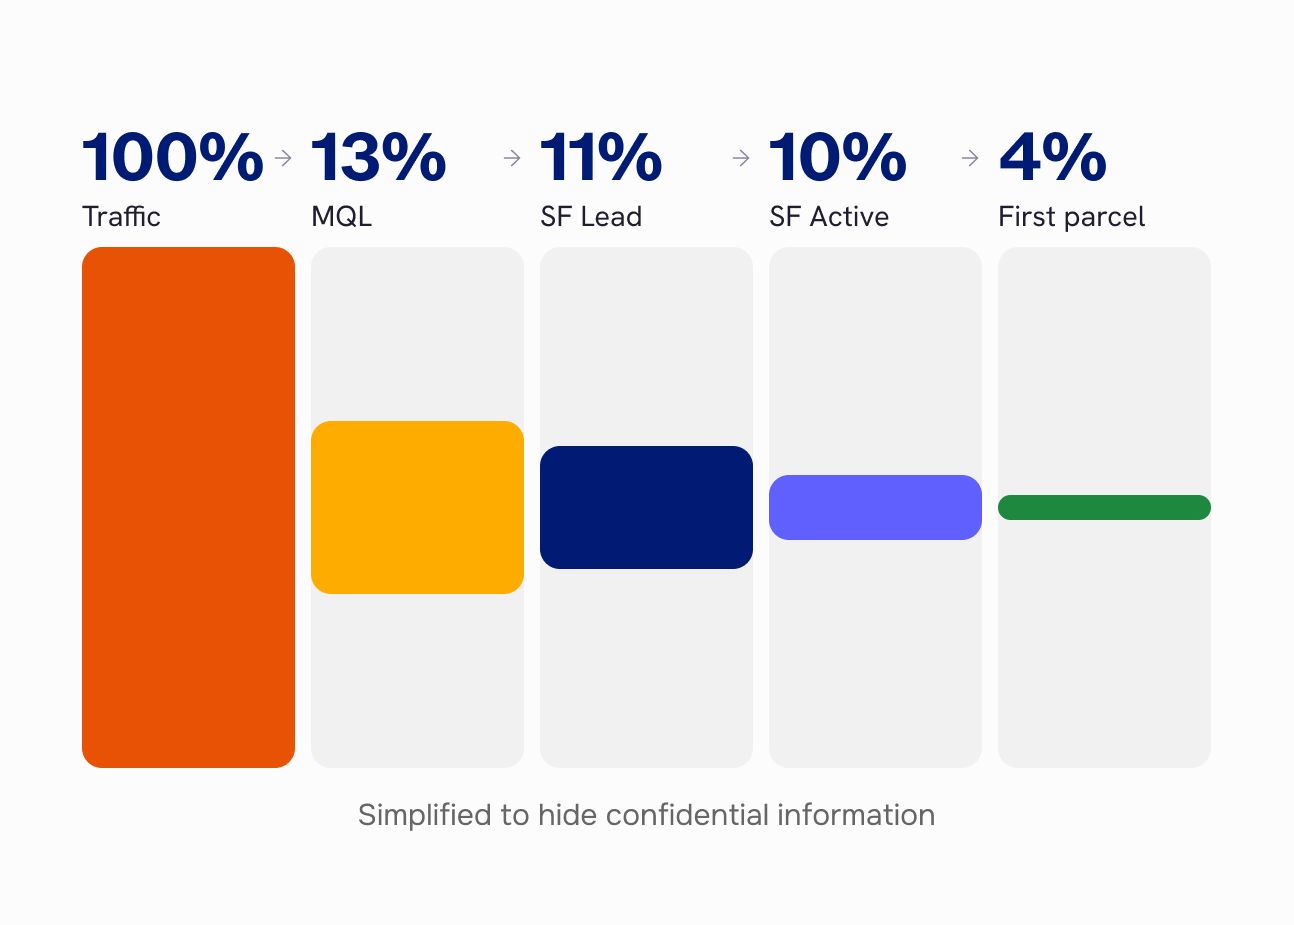 100% → 13% → 11% → 10% → 4%
Traffic MQL SF Lead SF Active First parcel
Simplified to hide confidential information